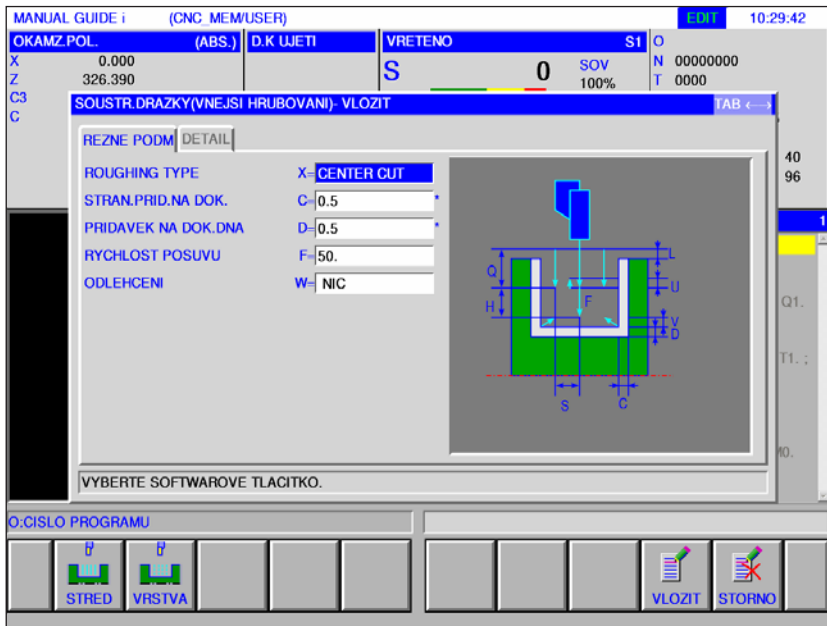 MANUAL GUIDE i (CNC_MEM/USER) EDIT 10:29:42
OKAMZ.POL. (ABS.) D.K UJETI VRETENO S1 O
X 0.000 N 00000000
Z 326.390 S 0 SOV 100% T 0000
C3
C
SOUSTR.DRAZKY(VNEJSI HRUBOVANI)- VLOZIT TAB ←→
REZNE PODM DETAIL
ROUGHING TYPE X= CENTER CUT
STRAN.PRID.NA DOK. C= 0.5 *
PRIDAVEK NA DOK.DNA D= 0.5 *
RYCHLOST POSUVU F= 50.
ODLEHCENI W= NIC
L
Q
U
H
F
V
D
S C
40
96
1
Q1.
T1. ;
M0.
VYBERTE SOFTWAROVE TLACITKO.
O:CISLO PROGRAMU
STRED VRSTVA VLOZIT STORNO